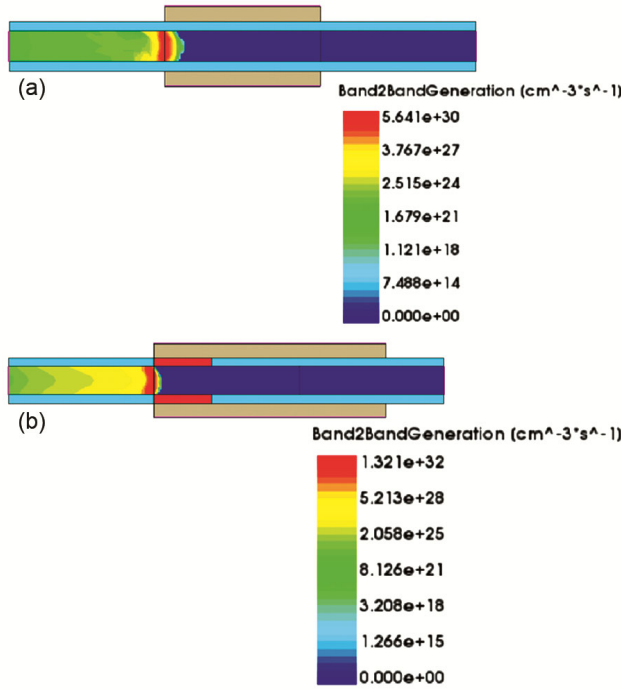 (a)
Band2BandGeneration (cm^-3*s^-1)
5.641e+30
3.767e+27
2.515e+24
1.679e+21
1.121e+18
7.488e+14
0.000e+00
(b)
Band2BandGeneration (cm^-3*s^-1)
1.321e+32
5.213e+28
2.058e+25
8.126e+21
3.208e+18
1.266e+15
0.000e+00